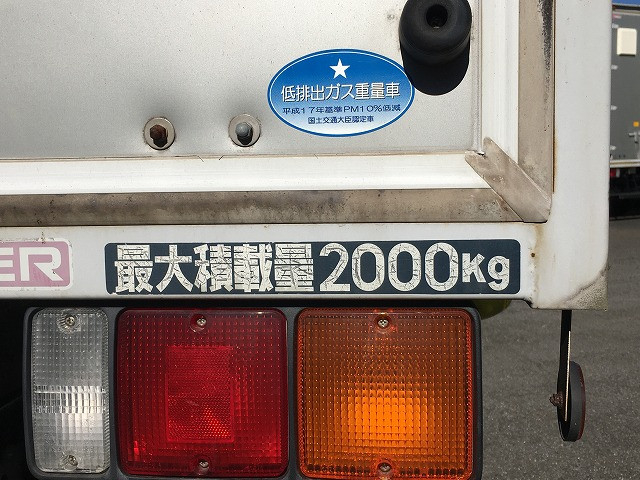 低排出ガス重量車
平成17年基準PM10%低減
国土交通大臣認定車
ER
最大積載量2000Kg